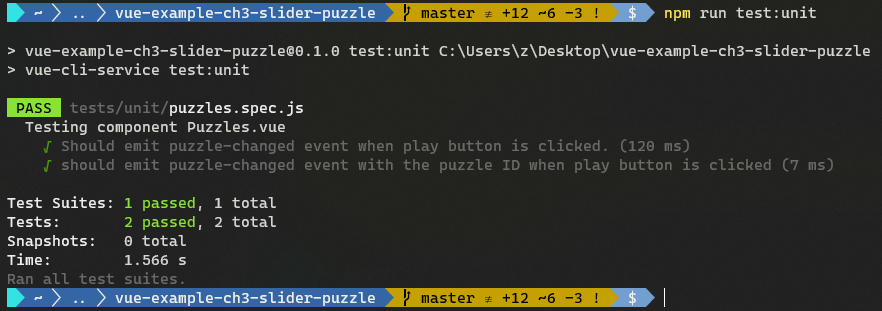 ~ .. vue-example-ch3-slider-puzzle master ≢ +12 ~6 -3 ! $ npm run test:unit
> vue-example-ch3-slider-puzzle@0.1.0 test:unit C:\Users\z\Desktop\vue-example-ch3-slider-puzzle
> vue-cli-service test:unit
PASS tests/unit/puzzles.spec.js
Testing component Puzzles.vue
√ Should emit puzzle-changed event when play button is clicked. (120 ms)
√ should emit puzzle-changed event with the puzzle ID when play button is clicked (7 ms)
Test Suites: 1 passed, 1 total
Tests: 2 passed, 2 total
Snapshots: 0 total
Time: 1.566 s
Ran all test suites.
~ .. vue-example-ch3-slider-puzzle master ≢ +12 ~6 -3 ! $